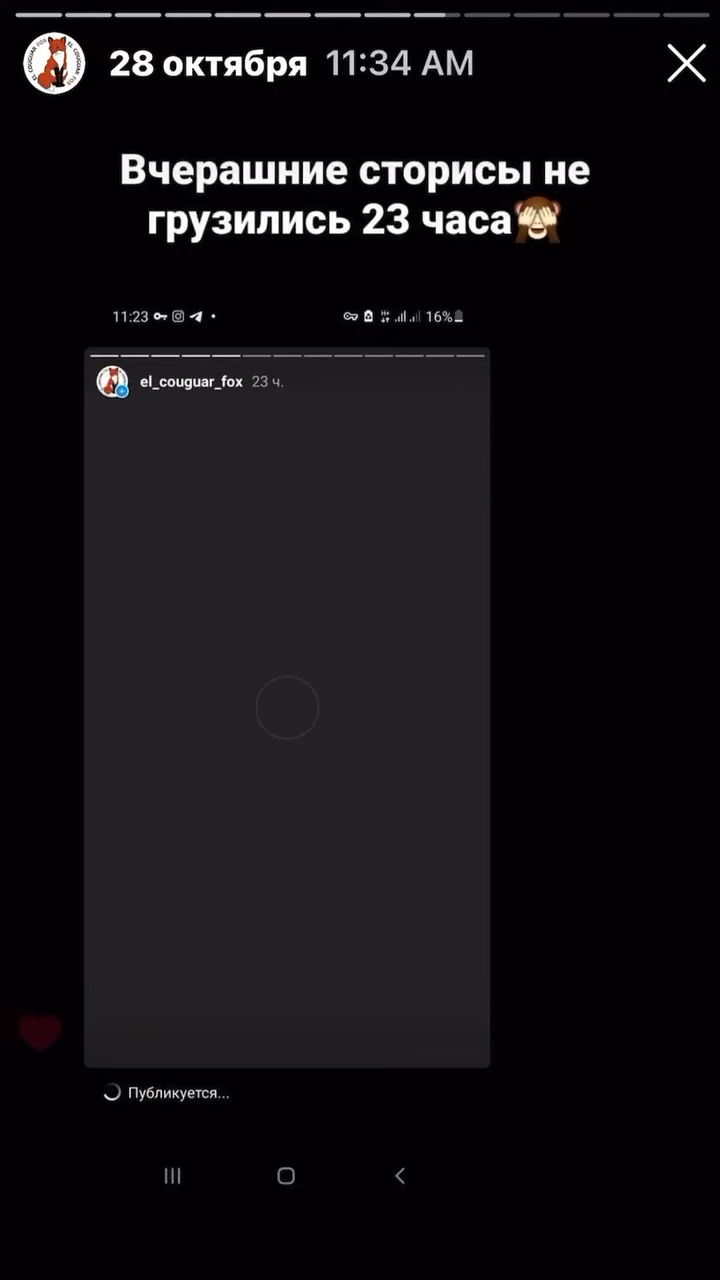 28 октября 11:34 AM
Вчерашние сторисы не
грузились 23 часа🙈
11:23
16%
el_couguar_fox 23 ч.
Публикуется...